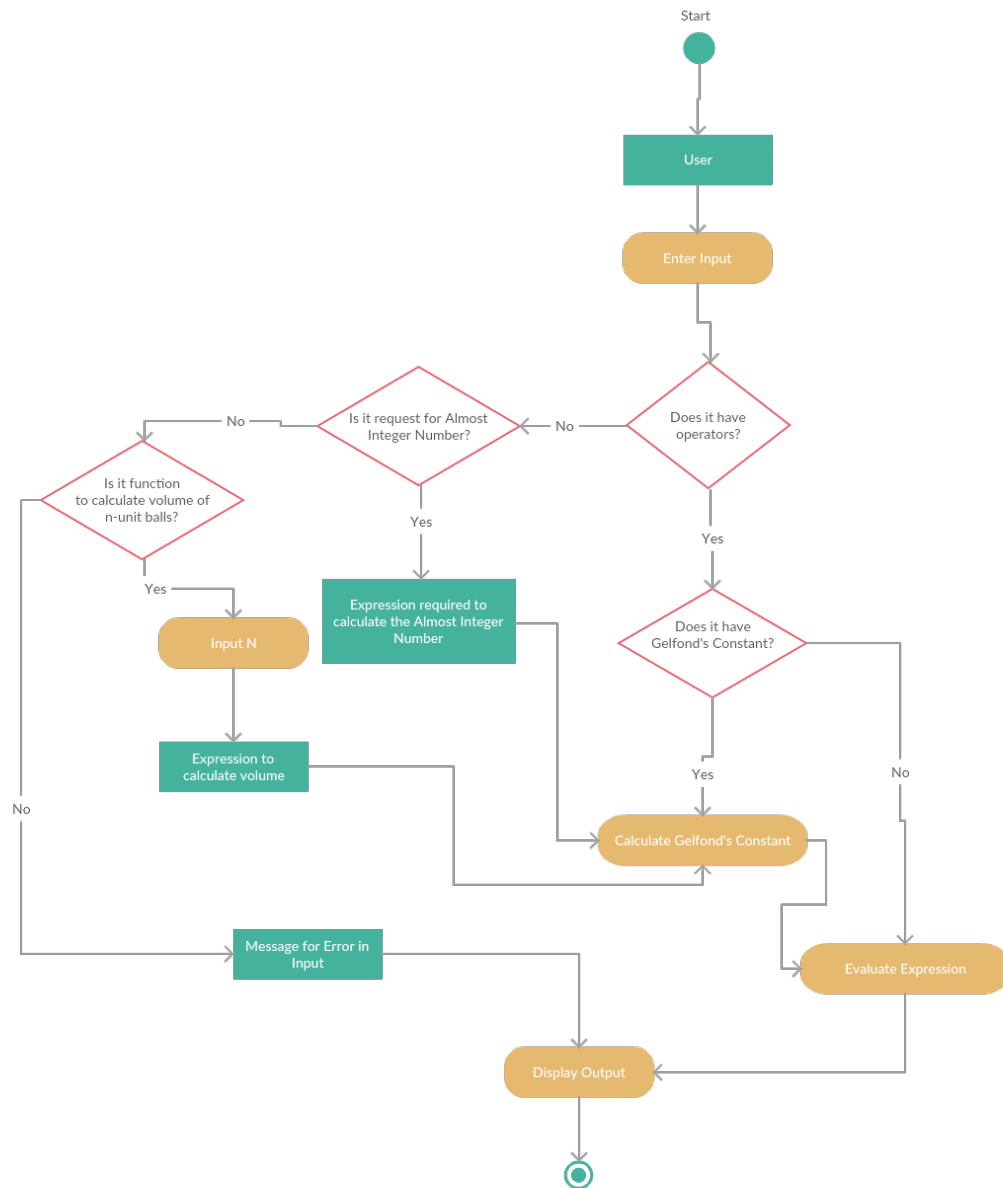 Start
User
Enter Input
Does it have
operators?
No
Is it request for Almost
Integer Number?
No
Is it function
to calculate volume of
n-unit balls?
Yes
Yes
Yes
Expression required to
calculate the Almost Integer
Number
Does it have
Gelfond's Constant?
Input N
Expression to
calculate volume
Yes
No
No
Calculate Gelfond's Constant
Message for Error in
Input
Evaluate Expression
Display Output